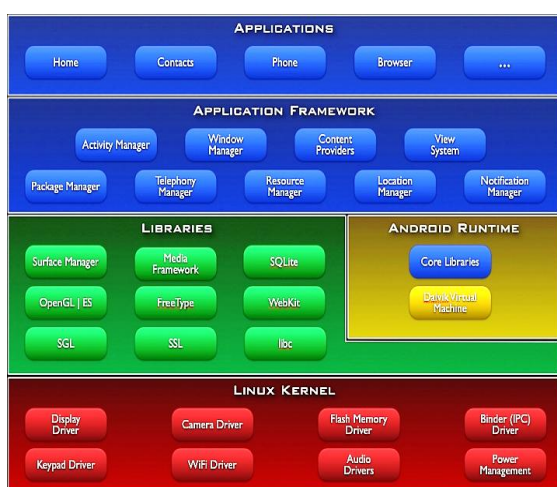 APPLICATIONS
Home
Contacts
Phone
Browser
...
APPLICATION FRAMEWORK
Activity Manager
Window
Manager
Content
Providers
View
System
Package Manager
Telephony
Manager
Resource
Manager
Location
Manager
Notification
Manager
LIBRARIES
Surface Manager
Media
Framework
SQLite
OpenGL | ES
FreeType
WebKit
SGL
SSL
libc
ANDROID RUNTIME
Core Libraries
Dalvik Virtual
Machine
LINUX KERNEL
Display
Driver
Camera Driver
Flash Memory
Driver
Binder (IPC)
Driver
Keypad Driver
WiFi Driver
Audio
Drivers
Power
Management